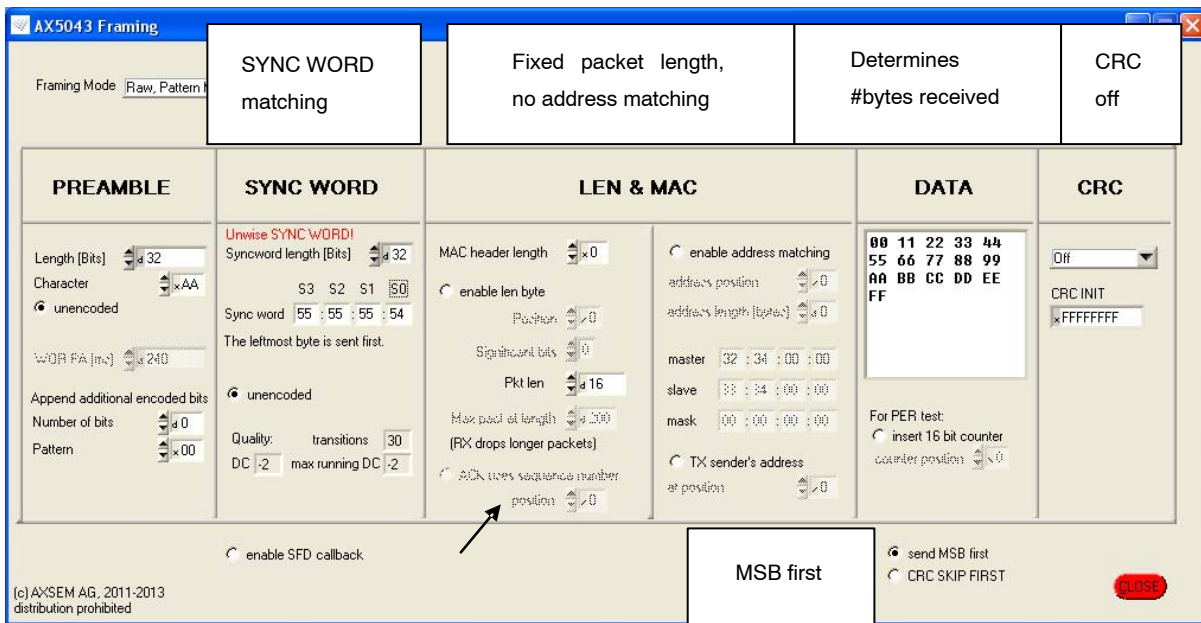 AX5043 Framing
SYNC WORD
matching
Fixed packet length,
no address matching
Determines
#bytes received
CRC
off
Framing Mode Raw, Pattern
PREAMBLE
SYNC WORD
LEN & MAC
DATA
CRC
Length [Bits] d 32
Character xAA
unencoded
WOR PA [ms] d 240
Append additional encoded bits
Number of bits d 0
Pattern x 00
Unwise SYNC WORD!
Syncword length [Bits] d 32
S3 S2 S1 S0
Sync word 55 : 55 : 55 : 54
The leftmost byte is sent first.
unencoded
Quality: transitions 30
DC -2 max running DC -2
MAC header length x 0
enable len byte
Position 0
Significant bits 0
Pkt len d 16
Max packet length d 200
(RX drops longer packets)
ACK uses sequence number
position 0
enable address matching
address position 0
address length [bytes] d 0
master 32 : 34 : 00 : 00
slave 33 : 34 : 00 : 00
mask 00 : 00 : 00 : 00
TX sender's address
at position 0
00 11 22 33 44
55 66 77 88 99
AA BB CC DD EE
FF
For PER test:
insert 16 bit counter
counter position 0
Off
CRC INIT
x FFFFFFFF
enable SFD callback
MSB first
send MSB first
CRC SKIP FIRST
CLOSE
(c) AXSEM AG, 2011-2013
distribution prohibited